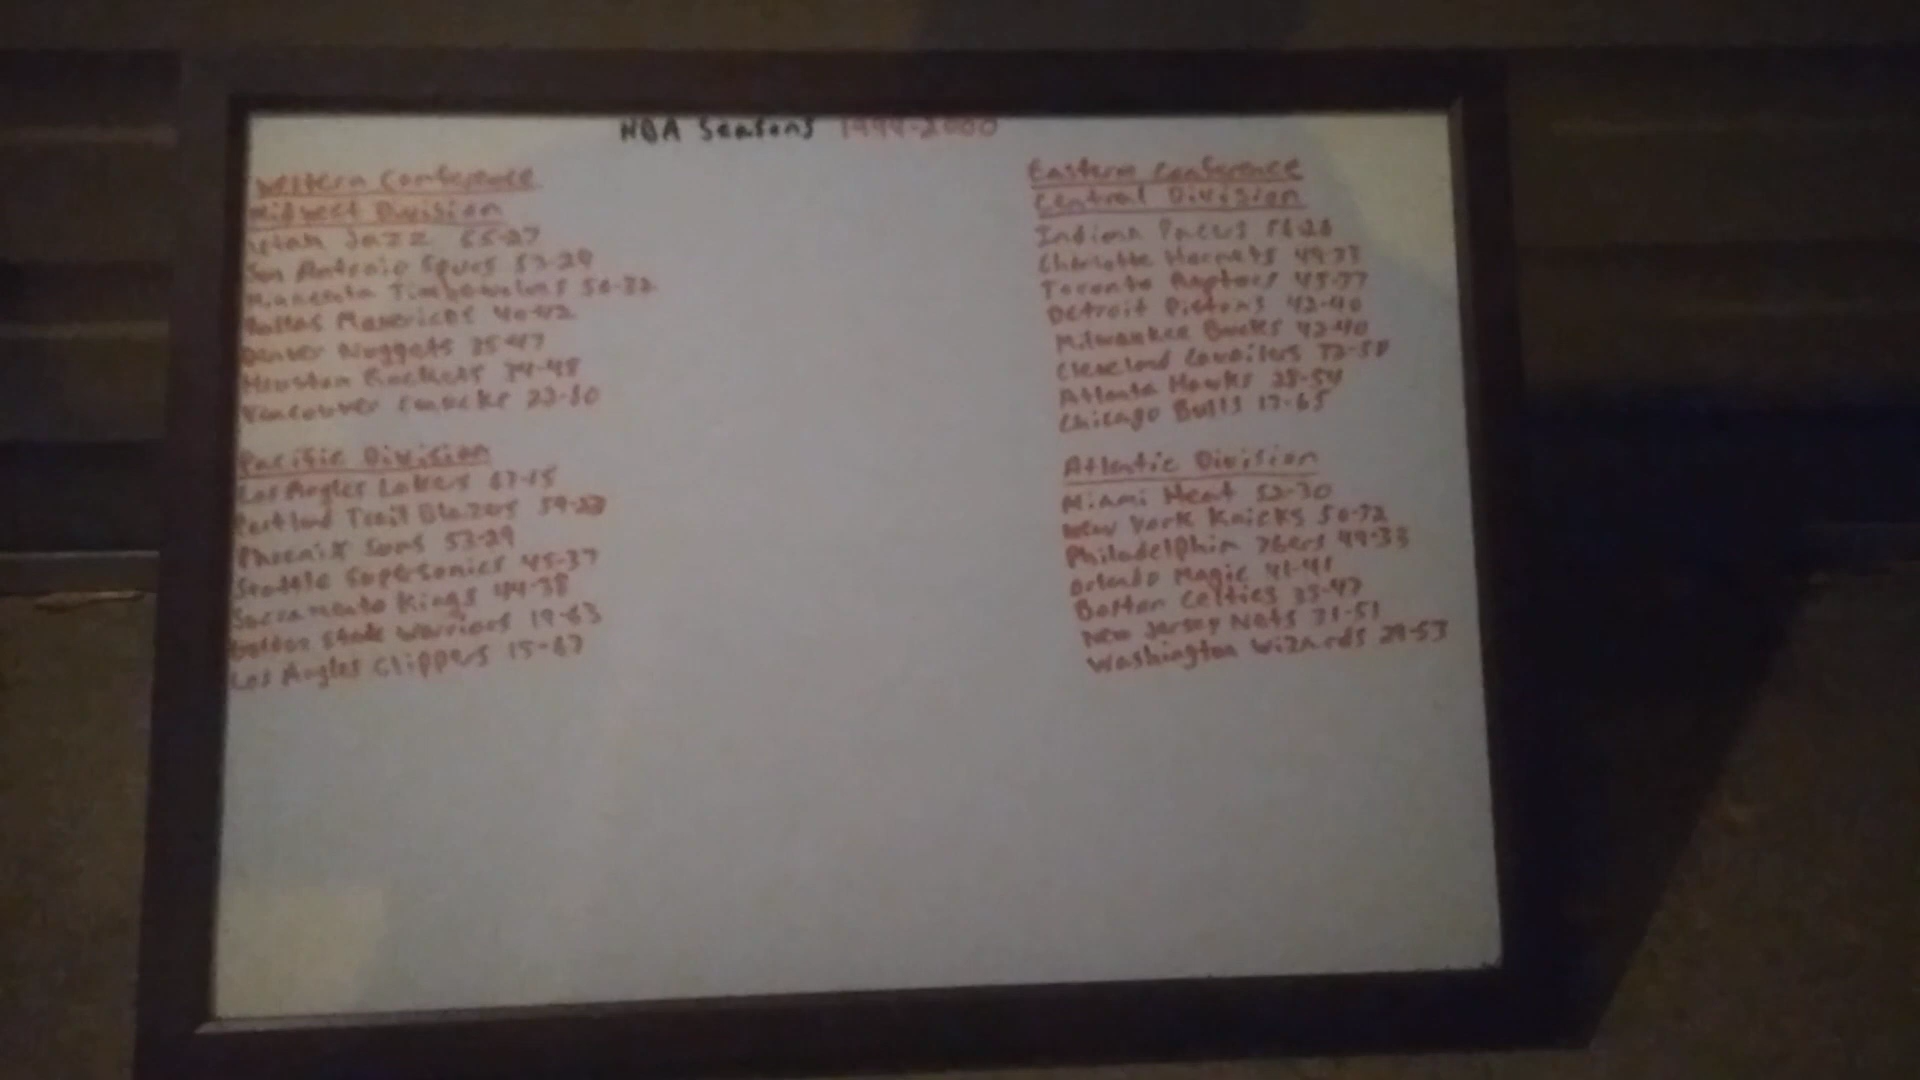 NBA Seasons 1999-2000
Western Conference
Midwest Division
Utah Jazz 55-27
San Antonio Spurs 53-29
Minnesota Timbewolves 50-32
Dallas Mavericks 40-42
Denver Nuggets 35-47
Houston Rockets 34-48
Vancouver 22-60
Pacific Division
Los Angles Lakers 67-15
Portland Trail Blazers 59-23
Phoenix Suns 53-29
Seattle Supersonics 45-37
Sacramento Kings 44-38
Golden State Warriors 19-63
Los Angles Clippers 15-67
Eastern Conference
Central Division
Indiana Pacers 56-26
Charlotte Hornets 49-33
Toronto Raptors 45-37
Detroit Pistons 42-40
Milwaukee Bucks 42-40
Cleveland 32-50
Atlanta Hawks 28-54
Chicago Bulls 17-65
Atlantic Division
Miami Heat 52-30
New York Knicks 50-32
Philadelphia 76ers 49-33
Orlando Magic 41-41
Boston Celtics 35-47
New Jersey Nets 31-51
Washington Wizards 29-53